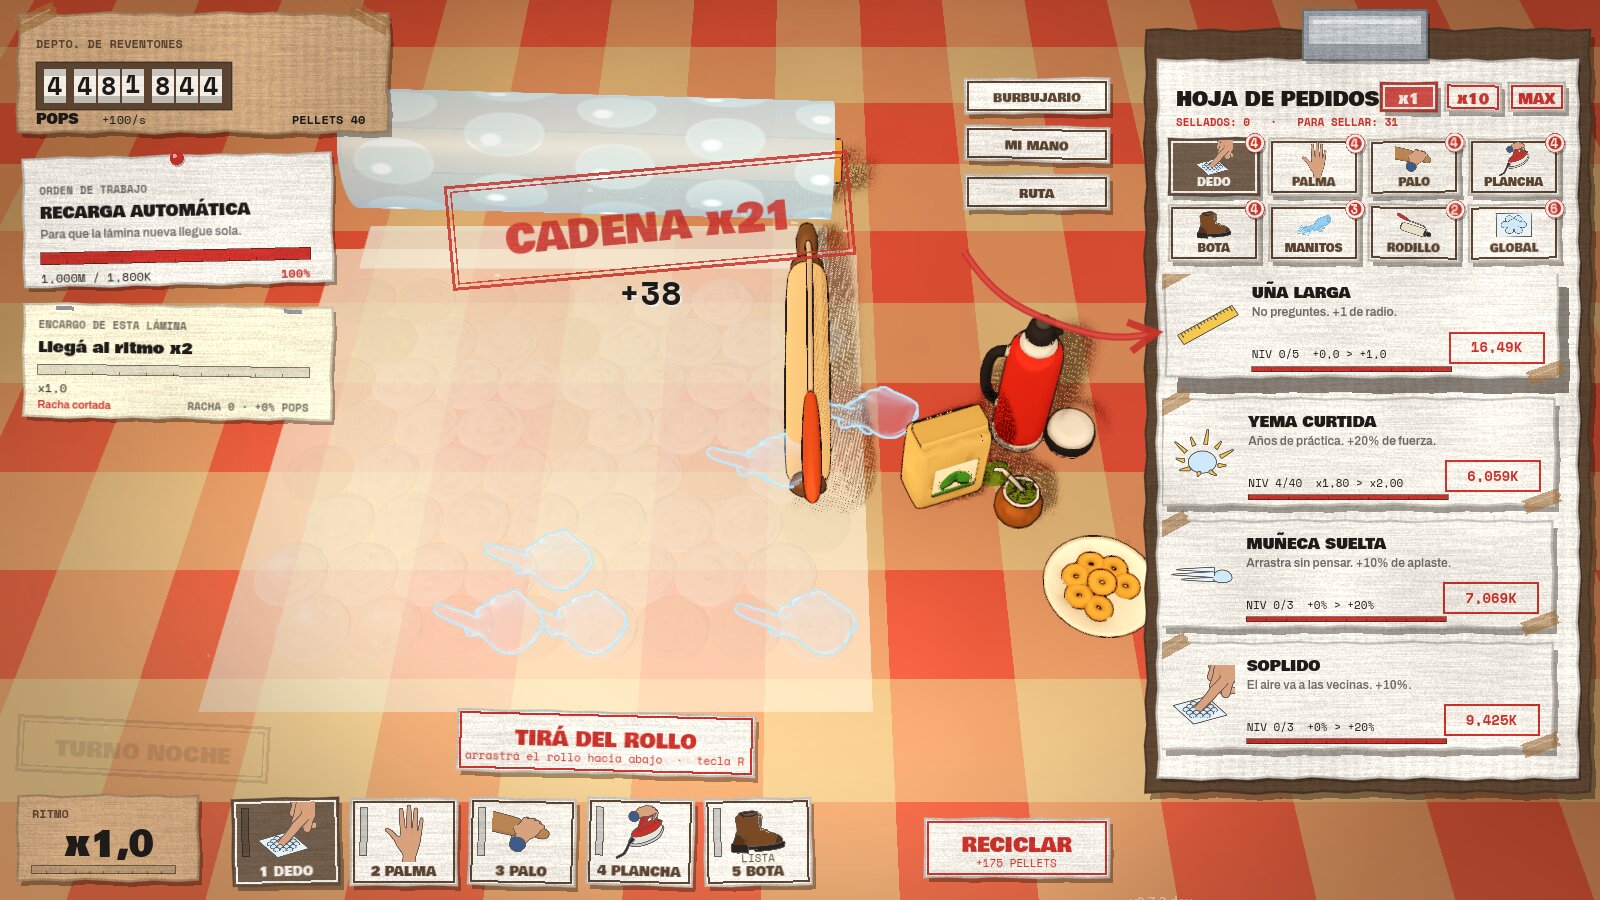 DEPTO. DE REVENTONES
4 481 844
POPS +100/s PELLETS 40
ORDEN DE TRABAJO
RECARGA AUTOMÁTICA
Para que la lámina nueva llegue sola.
1,000M / 1,800K 100%
ENCARGO DE ESTA LÁMINA
Llegá al ritmo x2
x1,0
Racha cortada RACHA 0 · +0% POPS
CADENA x21
+38
BURBUJARIO
MI MANO
RUTA
HOJA DE PEDIDOS x1 x10 MAX
SELLADOS: 0 · PARA SELLAR: 31
4 4 4 4
DEDO PALMA PALO PLANCHA
4 3 2 6
BOTA MANITOS RODILLO GLOBAL
UÑA LARGA
No preguntes. +1 de radio.
NIV 0/5 +0,0 > +1,0 16,49K
YEMA CURTIDA
Años de práctica. +20% de fuerza.
NIV 4/40 x1,80 > x2,00 6,059K
MUÑECA SUELTA
Arrastra sin pensar. +10% de aplaste.
NIV 0/3 +0% > +20% 7,069K
SOPLIDO
El aire va a las vecinas. +10%.
NIV 0/3 +0% > +20% 9,425K
TURNO NOCHE
TIRÁ DEL ROLLO
arrastrá el rollo hacia abajo · tecla R
RITMO
x1,0
1 DEDO
2 PALMA
3 PALO
4 PLANCHA
LISTA
5 BOTA
RECICLAR
+175 PELLETS